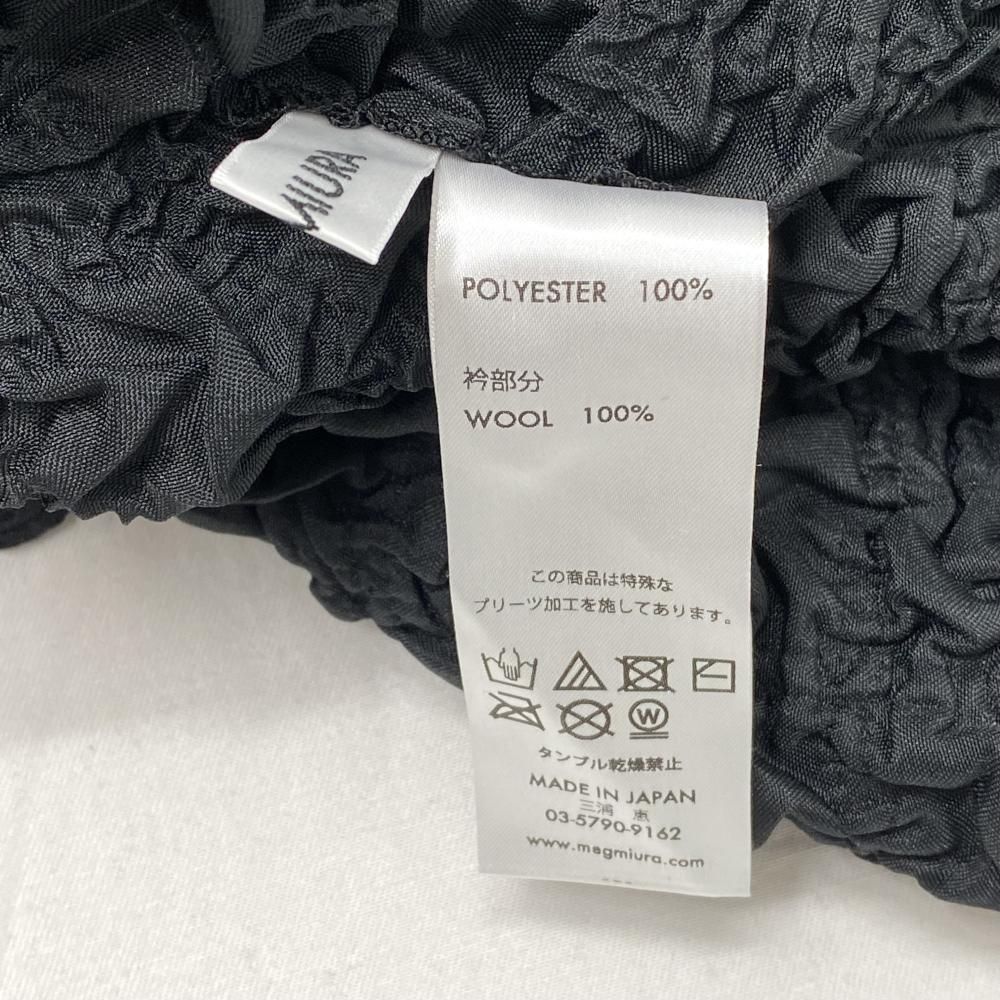 MIURA
POLYESTER 100%
衿部分
WOOL 100%
この商品は特殊な
プリーツ加工を施してあります。
W
タンブル乾燥禁止
MADE IN JAPAN
三浦 恵
03-5790-9162
www.magmiura.com